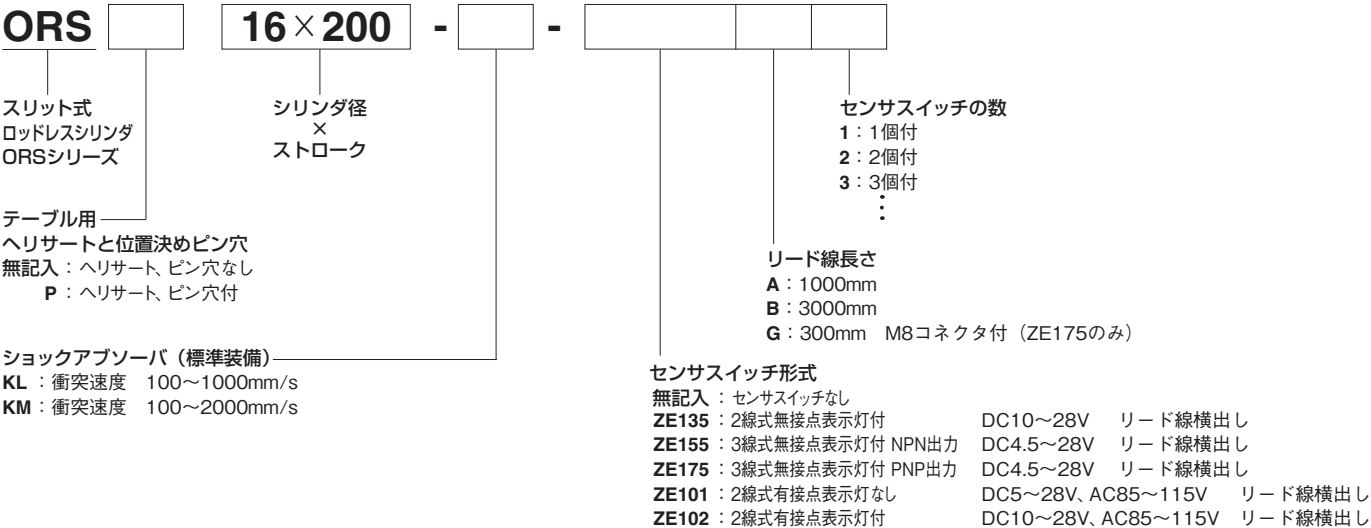 ORS 16×200 - -
スリット式
ロッドレスシリンダ
ORSシリーズ
シリンダ径
×
ストローク
センサスイッチの数
1：1個付
2：2個付
3：3個付
⋮
テーブル用
ヘリサートと位置決めピン穴
無記入：ヘリサート、ピン穴なし
P：ヘリサート、ピン穴付
リード線長さ
A：1000mm
B：3000mm
G：300mm　M8コネクタ付（ZE175のみ）
ショックアブソーバ（標準装備）
KL：衝突速度　100〜1000mm/s
KM：衝突速度　100〜2000mm/s
センサスイッチ形式
無記入：センサスイッチなし
ZE135：2線式無接点表示灯付　DC10〜28V　リード線横出し
ZE155：3線式無接点表示灯付 NPN出力　DC4.5〜28V　リード線横出し
ZE175：3線式無接点表示灯付 PNP出力　DC4.5〜28V　リード線横出し
ZE101：2線式有接点表示灯なし　DC5〜28V、AC85〜115V　リード線横出し
ZE102：2線式有接点表示灯付　DC10〜28V、AC85〜115V　リード線横出し